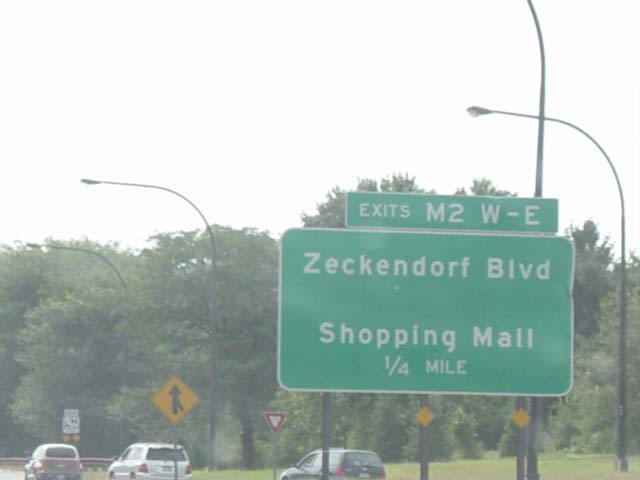 EXITS M2 W-E
Zeckendorf Blvd
Shopping Mall
1/4 MILE